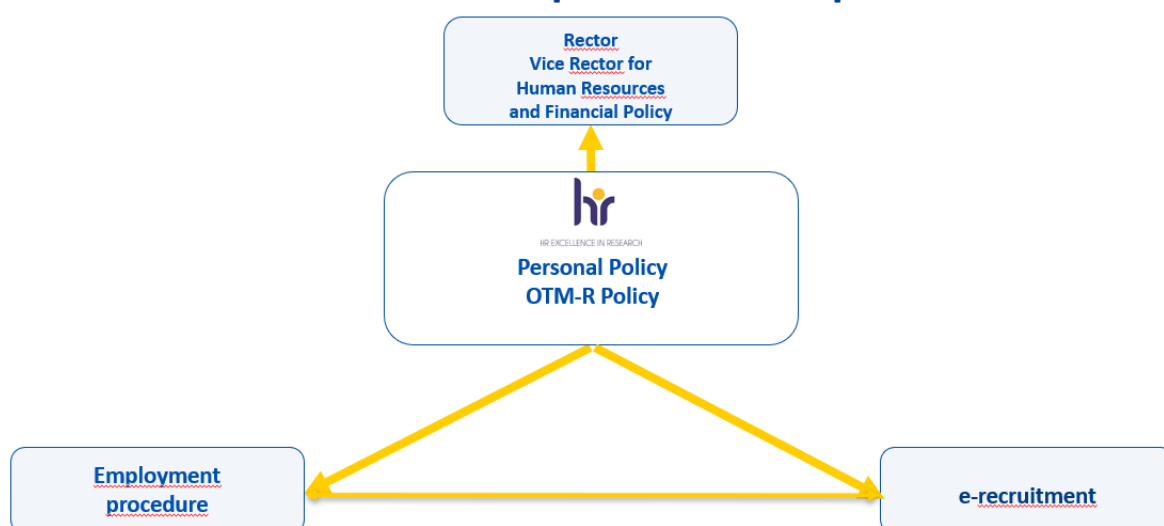 Rector
Vice Rector for
Human Resources
and Financial Policy
hr
HR EXCELLENCE IN RESEARCH
Personal Policy
OTM-R Policy
Employment
procedure
e-recruitment